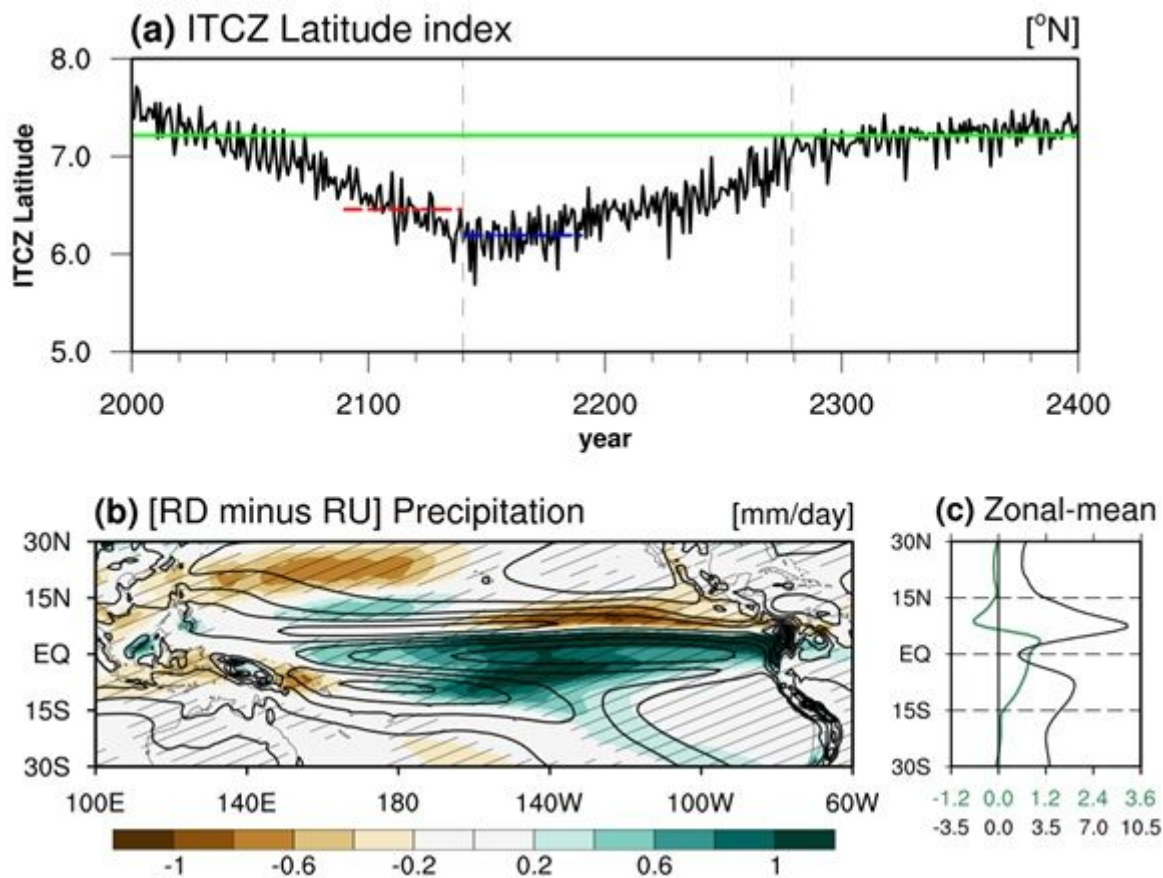 (a) ITCZ Latitude index [°N]
8.0
7.0
6.0
5.0
ITCZ Latitude
2000 2100 2200 2300 2400
year
(b) [RD minus RU] Precipitation [mm/day]
30N
15N
EQ
15S
30S
100E 140E 180 140W 100W 60W
-1 -0.6 -0.2 0.2 0.6 1
(c) Zonal-mean
30N
15N
EQ
15S
30S
-1.2 0.0 1.2 2.4 3.6
-3.5 0.0 3.5 7.0 10.5